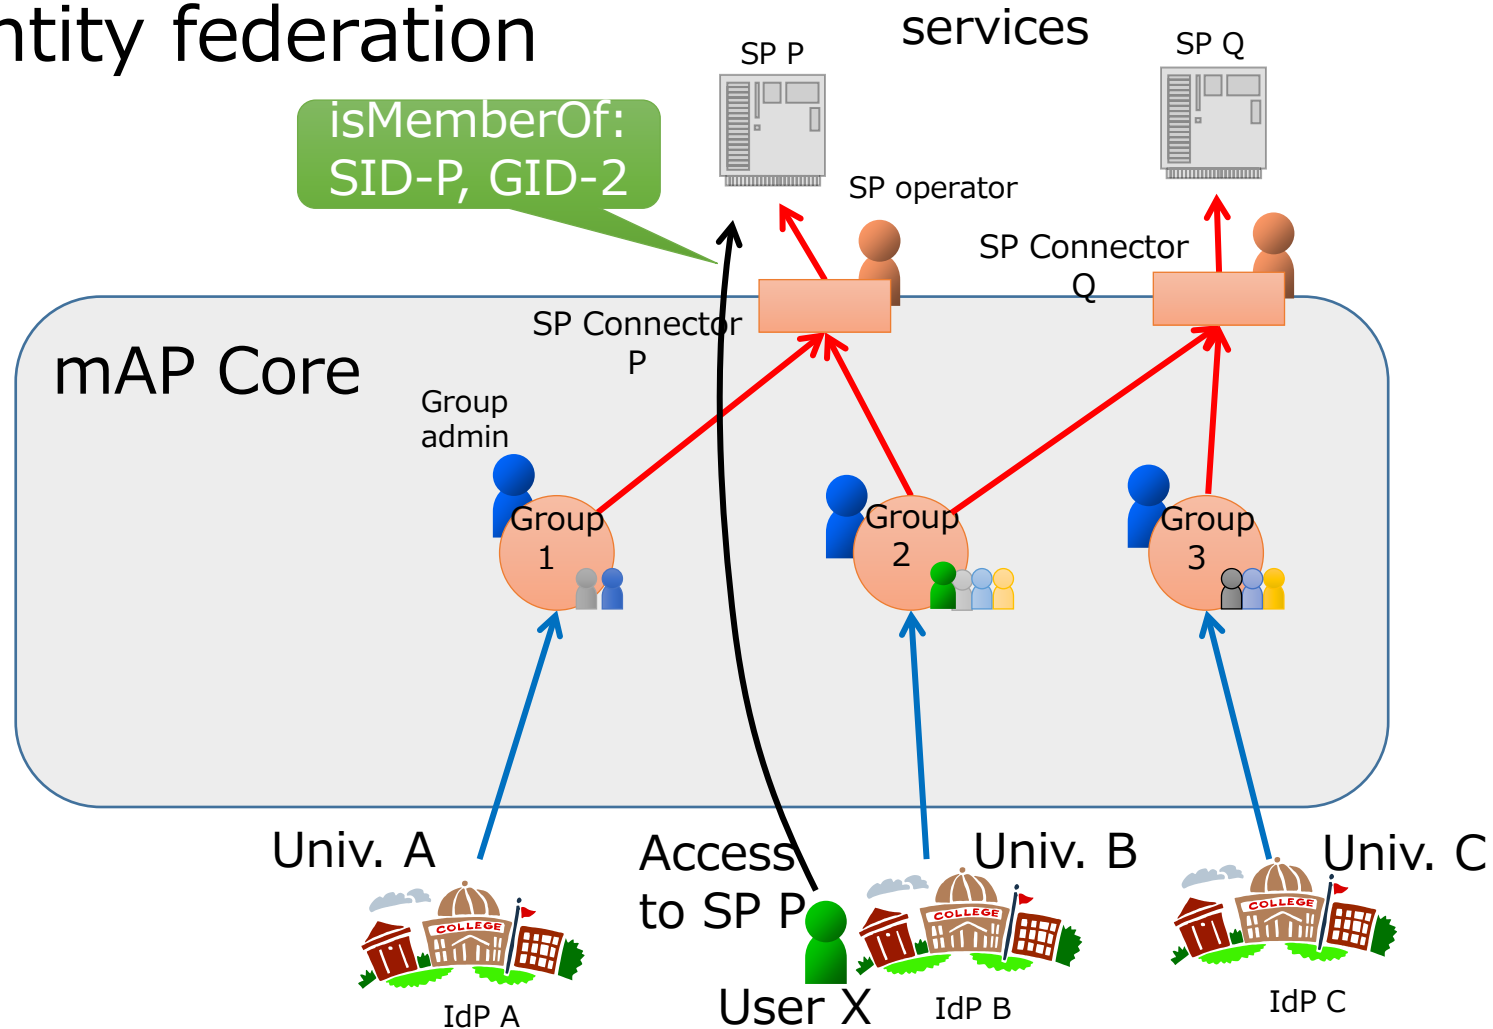 ntity federation
services
SP P
SP Q
isMemberOf:
SID-P, GID-2
SP operator
SP Connector
Q
SP Connector
P
mAP Core
Group
admin
Group
1
Group
2
Group
3
Univ. A
Access
to SP P
Univ. B
Univ. C
COLLEGE
COLLEGE
COLLEGE
IdP A
User X
IdP B
IdP C